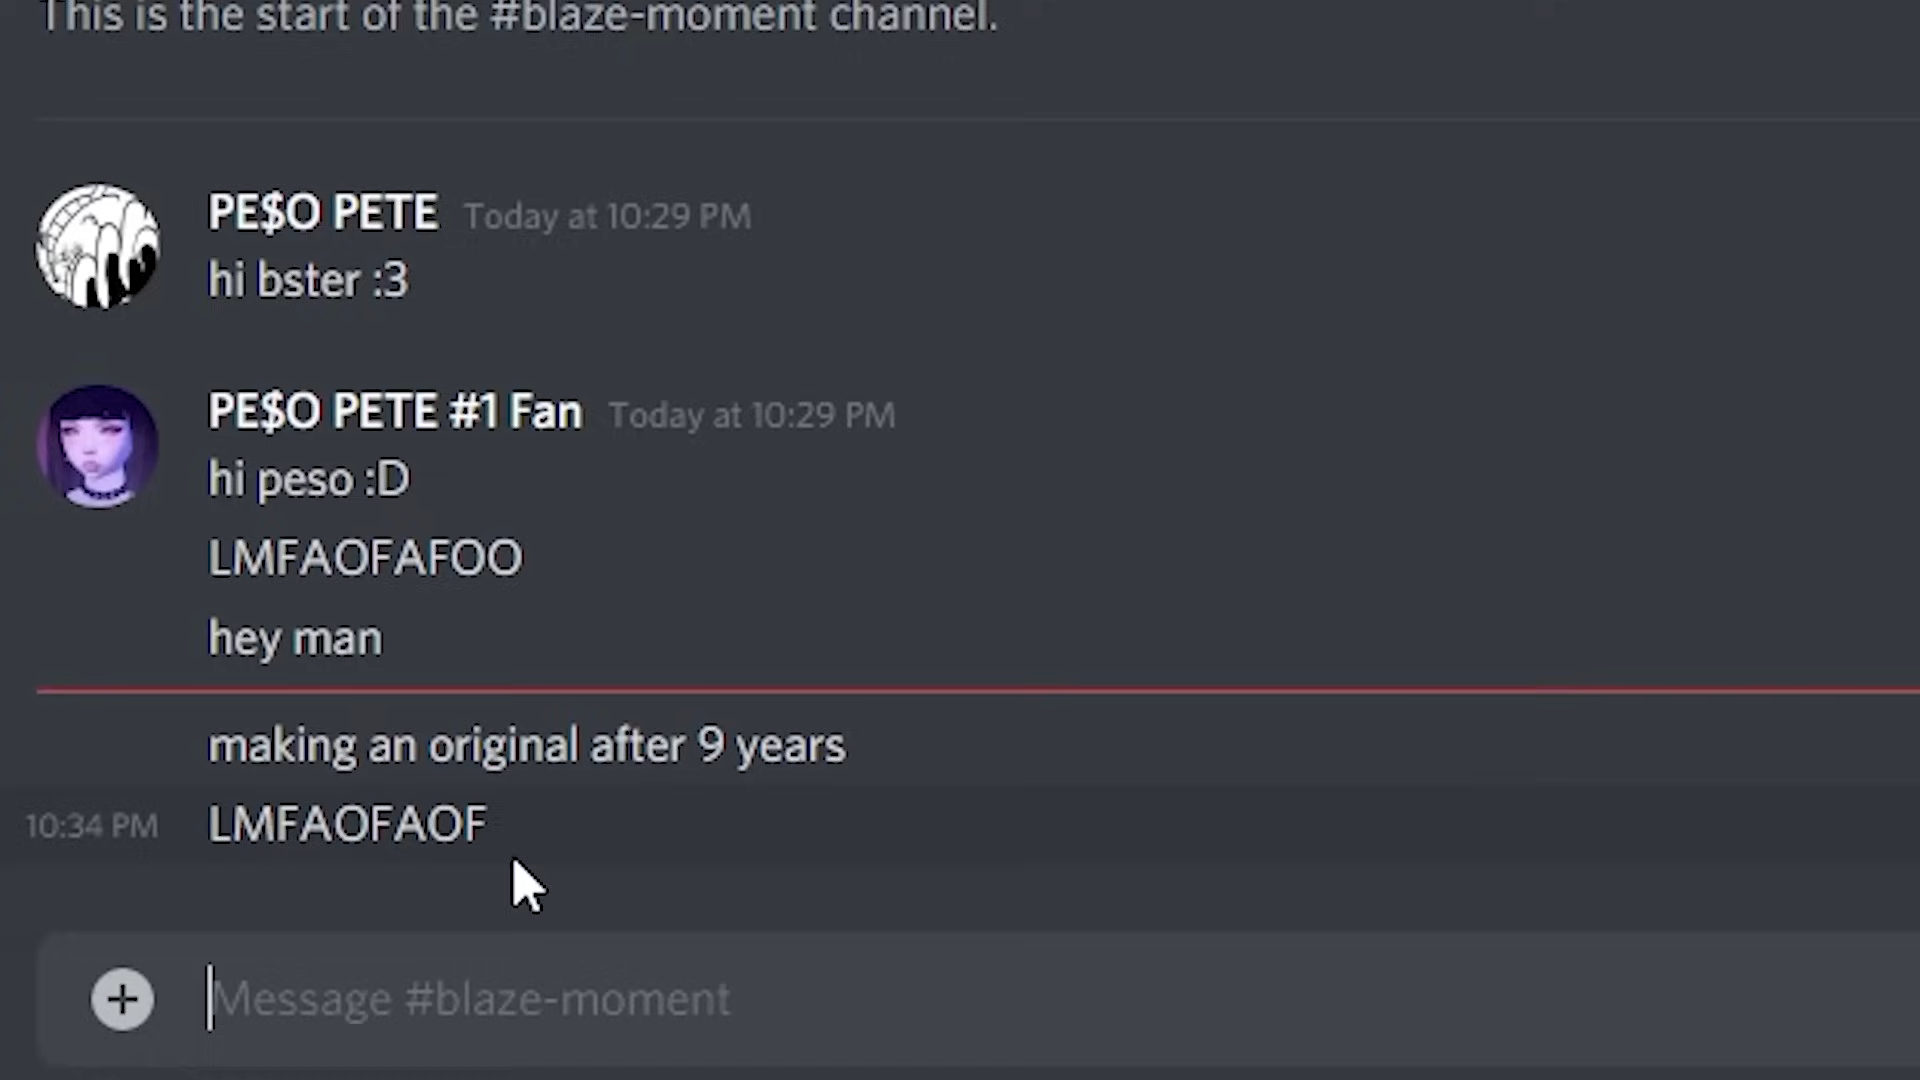 This is the start of the #blaze-moment channel.
PE$O PETE Today at 10:29 PM
hi bster :3
PE$O PETE #1 Fan Today at 10:29 PM
hi peso :D
LMFAOFAFOO
hey man
making an original after 9 years
10:34 PM LMFAOFAOF
Message #blaze-moment